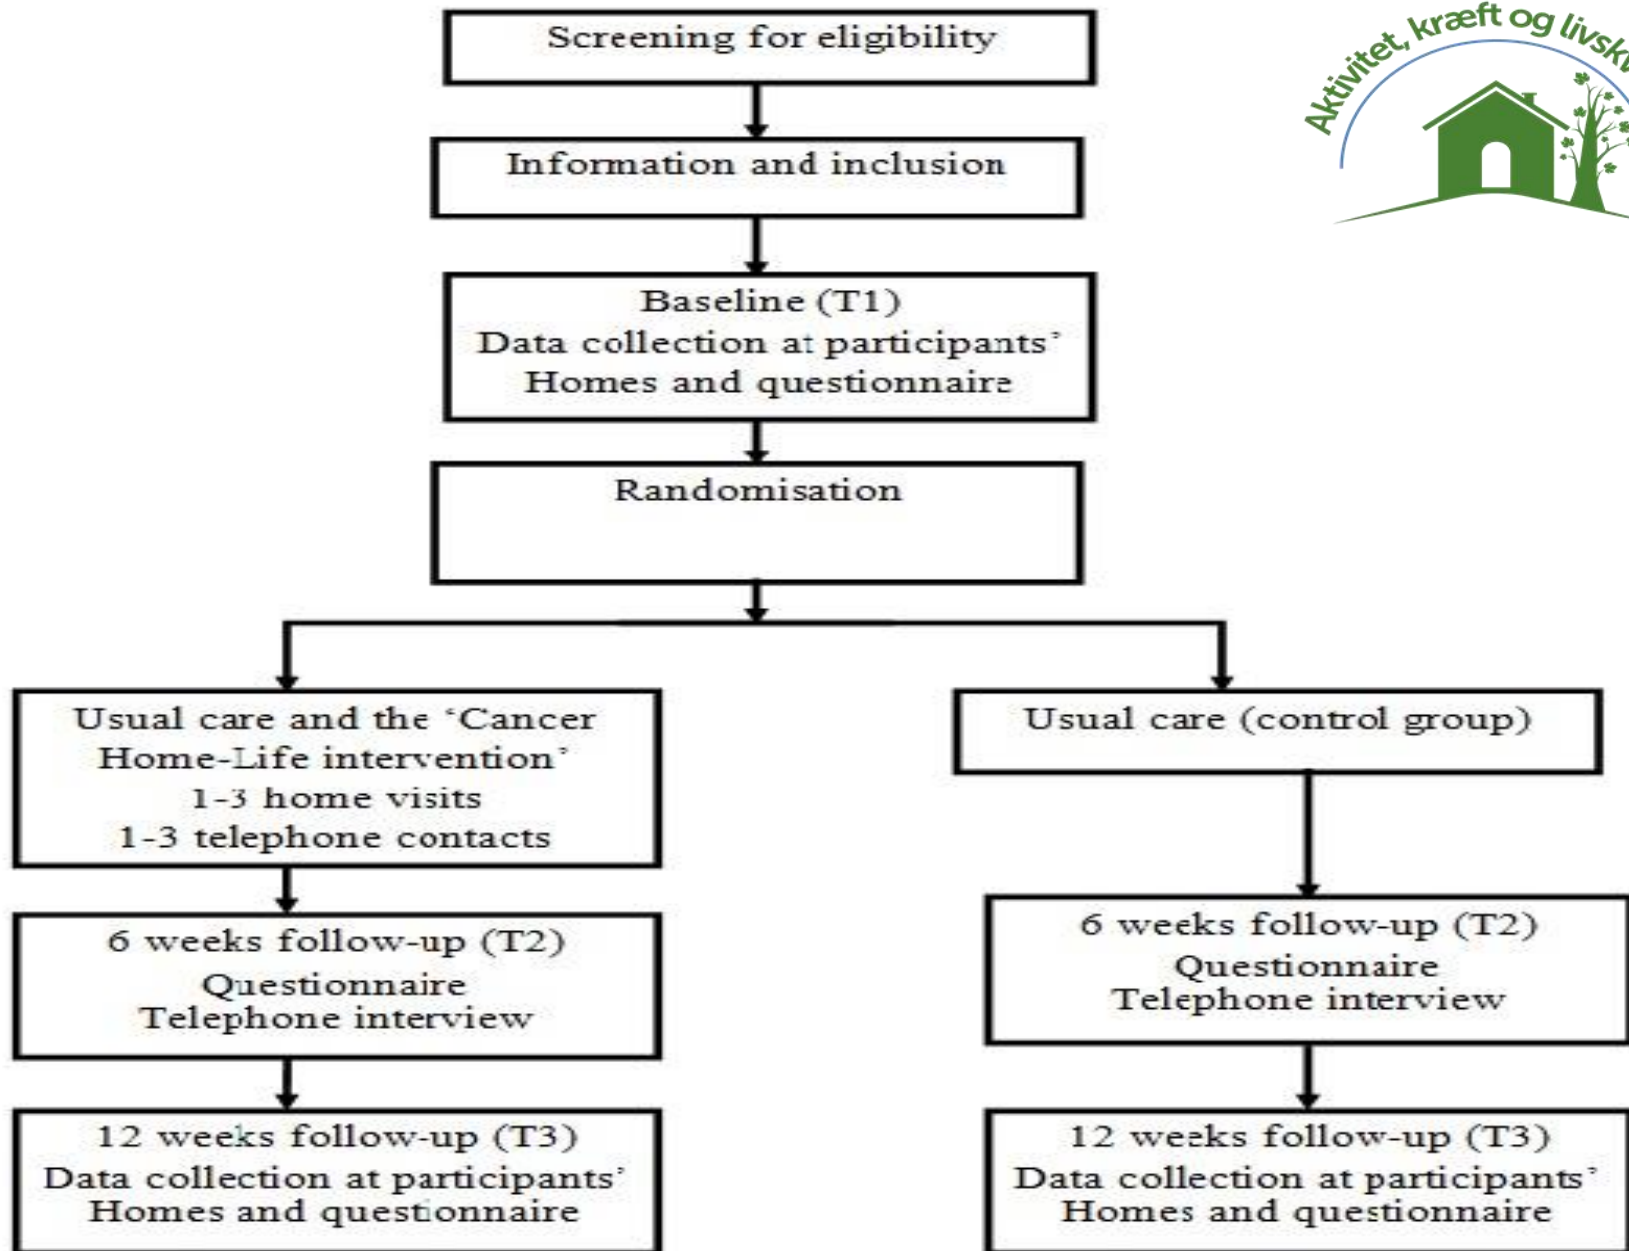 Screening for eligibility
Aktivitet, kræft og
Information and inclusion
Baseline (T1)
Data collection at participants’
Homes and questionnaire
Randomisation
Usual care and the ‘Cancer
Home-Life intervention’
1-3 home visits
1-3 telephone contacts
Usual care (control group)
6 weeks follow-up (T2)
Questionnaire
Telephone interview
6 weeks follow-up (T2)
Questionnaire
Telephone interview
12 weeks follow-up (T3)
Data collection at participants’
Homes and questionnaire
12 weeks follow-up (T3)
Data collection at participants’
Homes and questionnaire